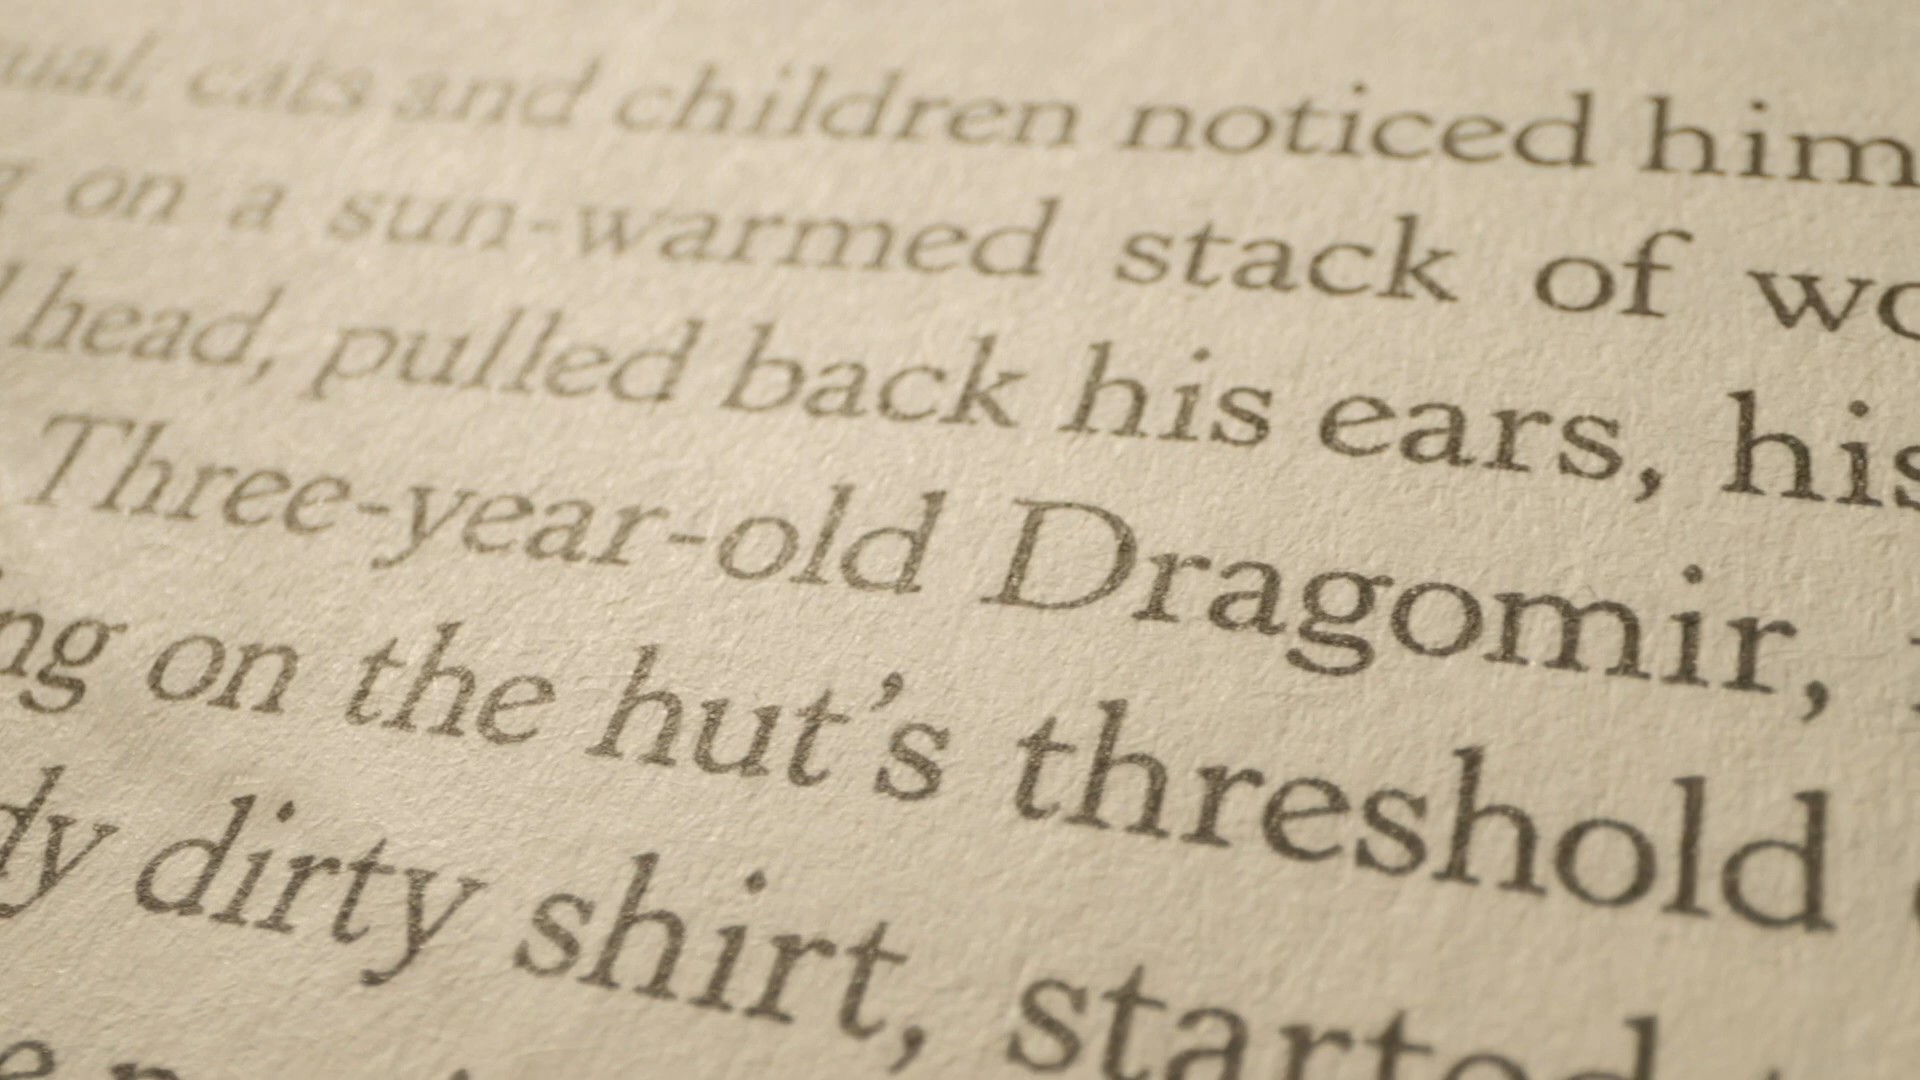 cats and children noticed him
on a sun-warmed stack of
head, pulled back his ears, his
Three-year-old Dragomir,
on the hut’s threshold
dirty shirt, started